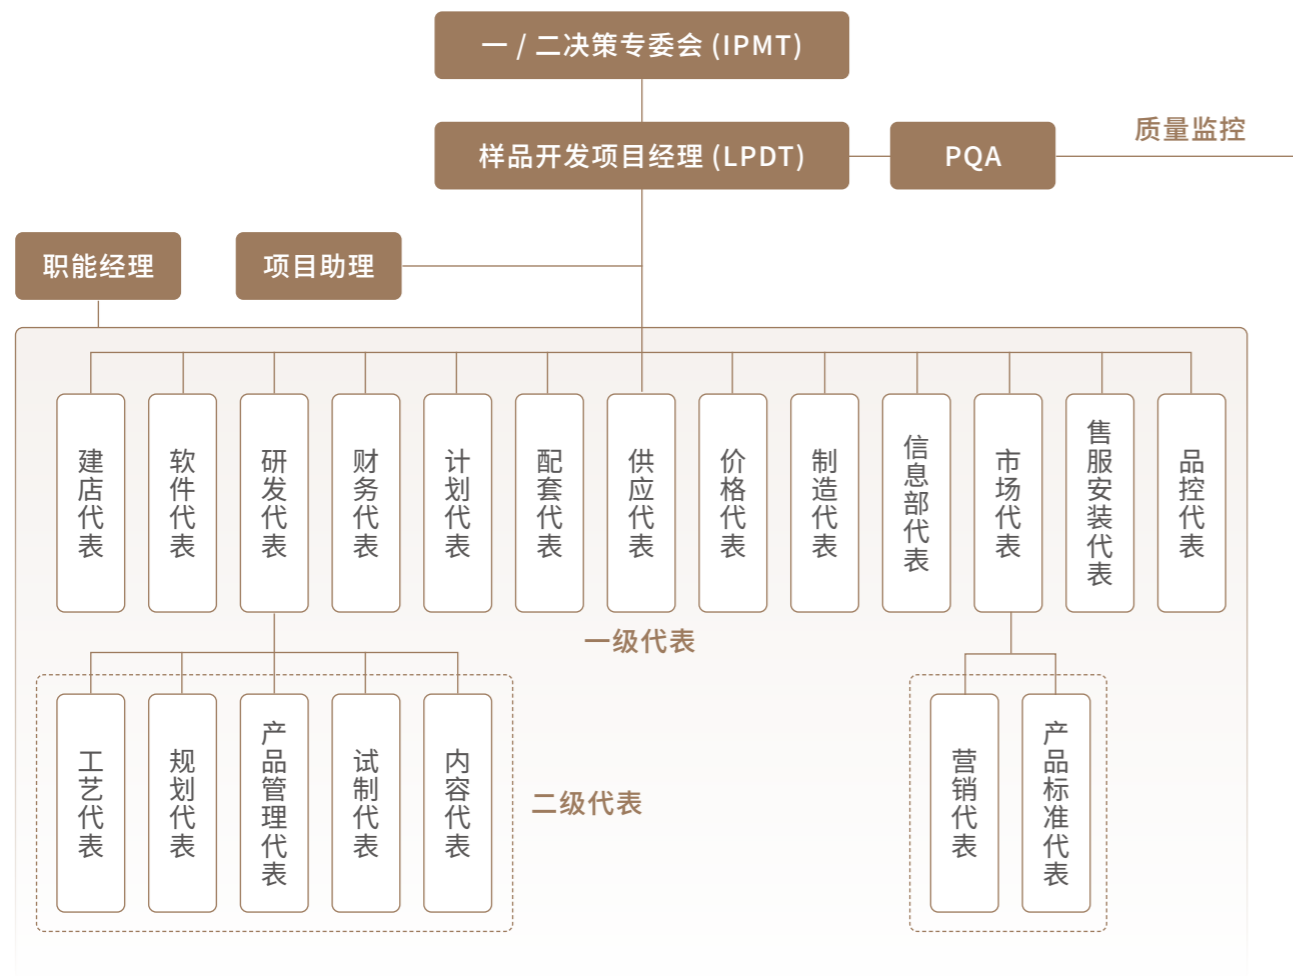 一 / 二决策专委会 (IPMT)
样品开发项目经理 (LPDT)
PQA
质量监控
职能经理
项目助理
建店代表
软件代表
研发代表
财务代表
计划代表
配套代表
供应代表
价格代表
制造代表
信息部代表
市场代表
售服安装代表
品控代表
一级代表
工艺代表
规划代表
产品管理代表
试制代表
内容代表
二级代表
营销代表
产品标准代表